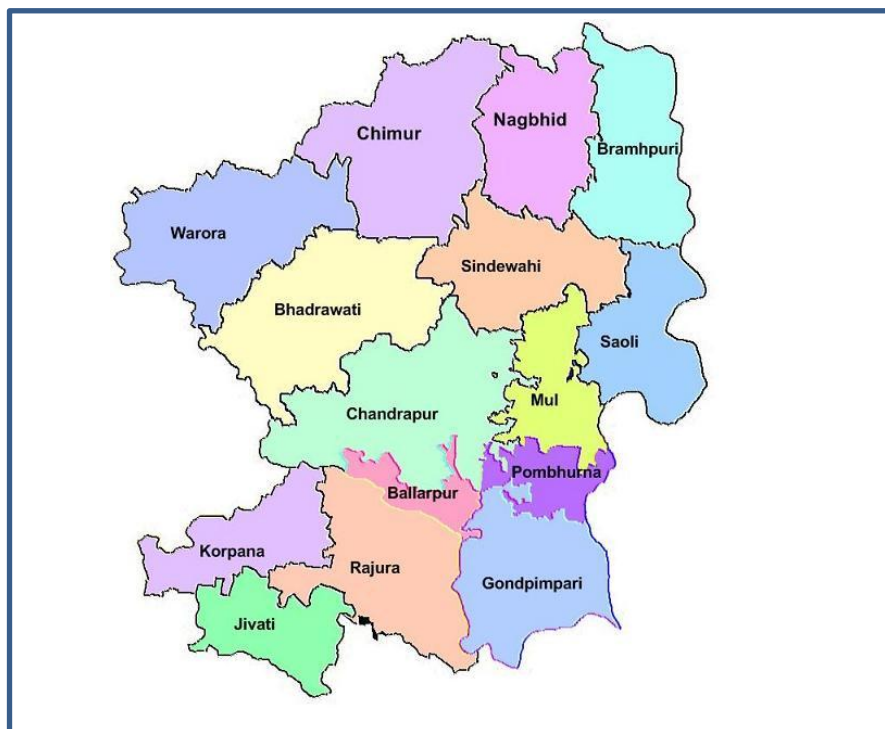 Chimur
Nagbhid
Bramhpuri
Warora
Sindewahi
Bhadrawati
Saoli
Mul
Chandrapur
Pombhurna
Ballarpur
Korpana
Rajura
Gondpimpari
Jivati